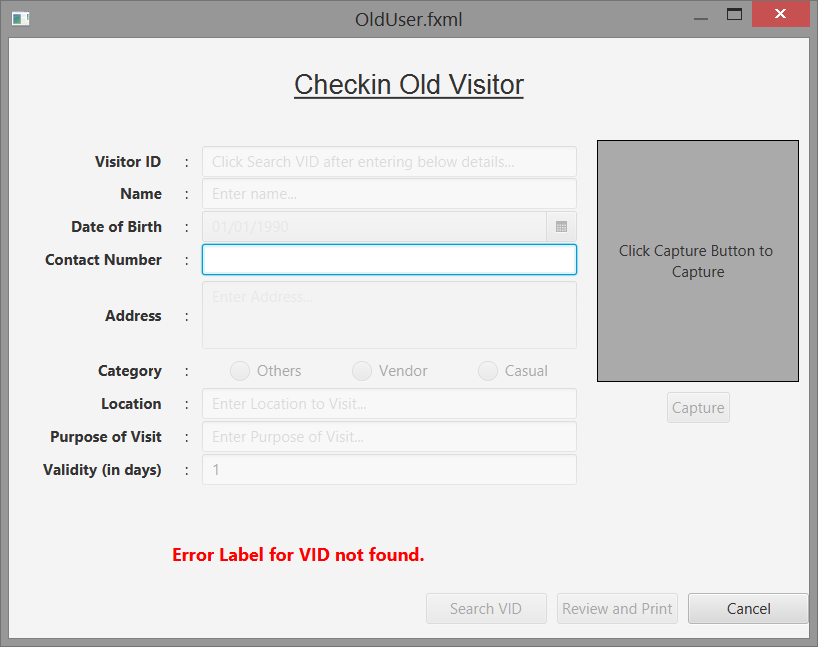 OldUser.fxml
Checkin Old Visitor
Visitor ID : Click Search VID after entering below details...
Name : Enter name...
Date of Birth : 01/01/1990
Contact Number :
Address : Enter Address...
Category : Others Vendor Casual
Location : Enter Location to Visit...
Purpose of Visit : Enter Purpose of Visit...
Validity (in days) : 1
Click Capture Button to
Capture
Capture
Error Label for VID not found.
Search VID Review and Print Cancel